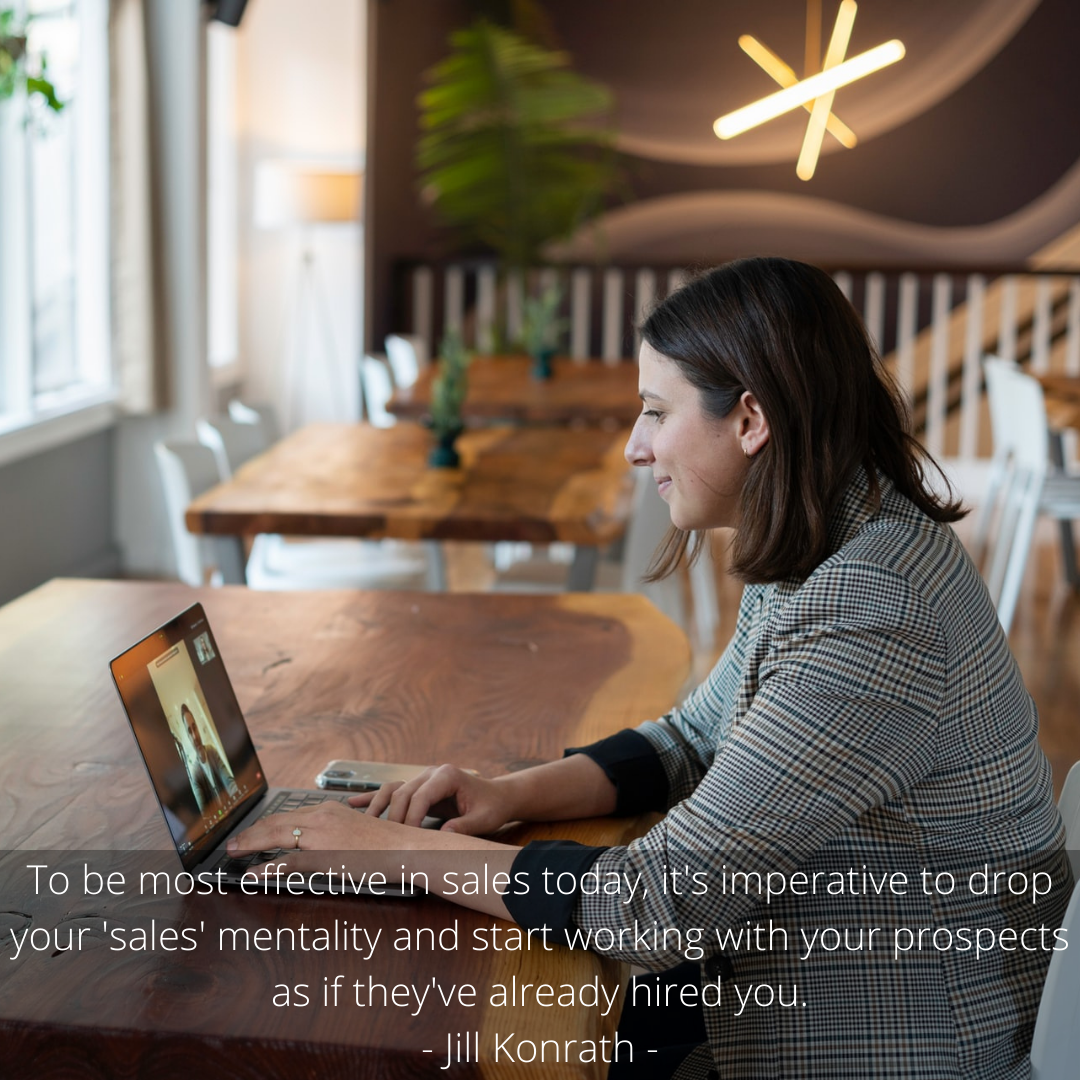 To be most effective in sales today, it's imperative to drop
your 'sales' mentality and start working with your prospects
as if they've already hired you.
- Jill Konrath -